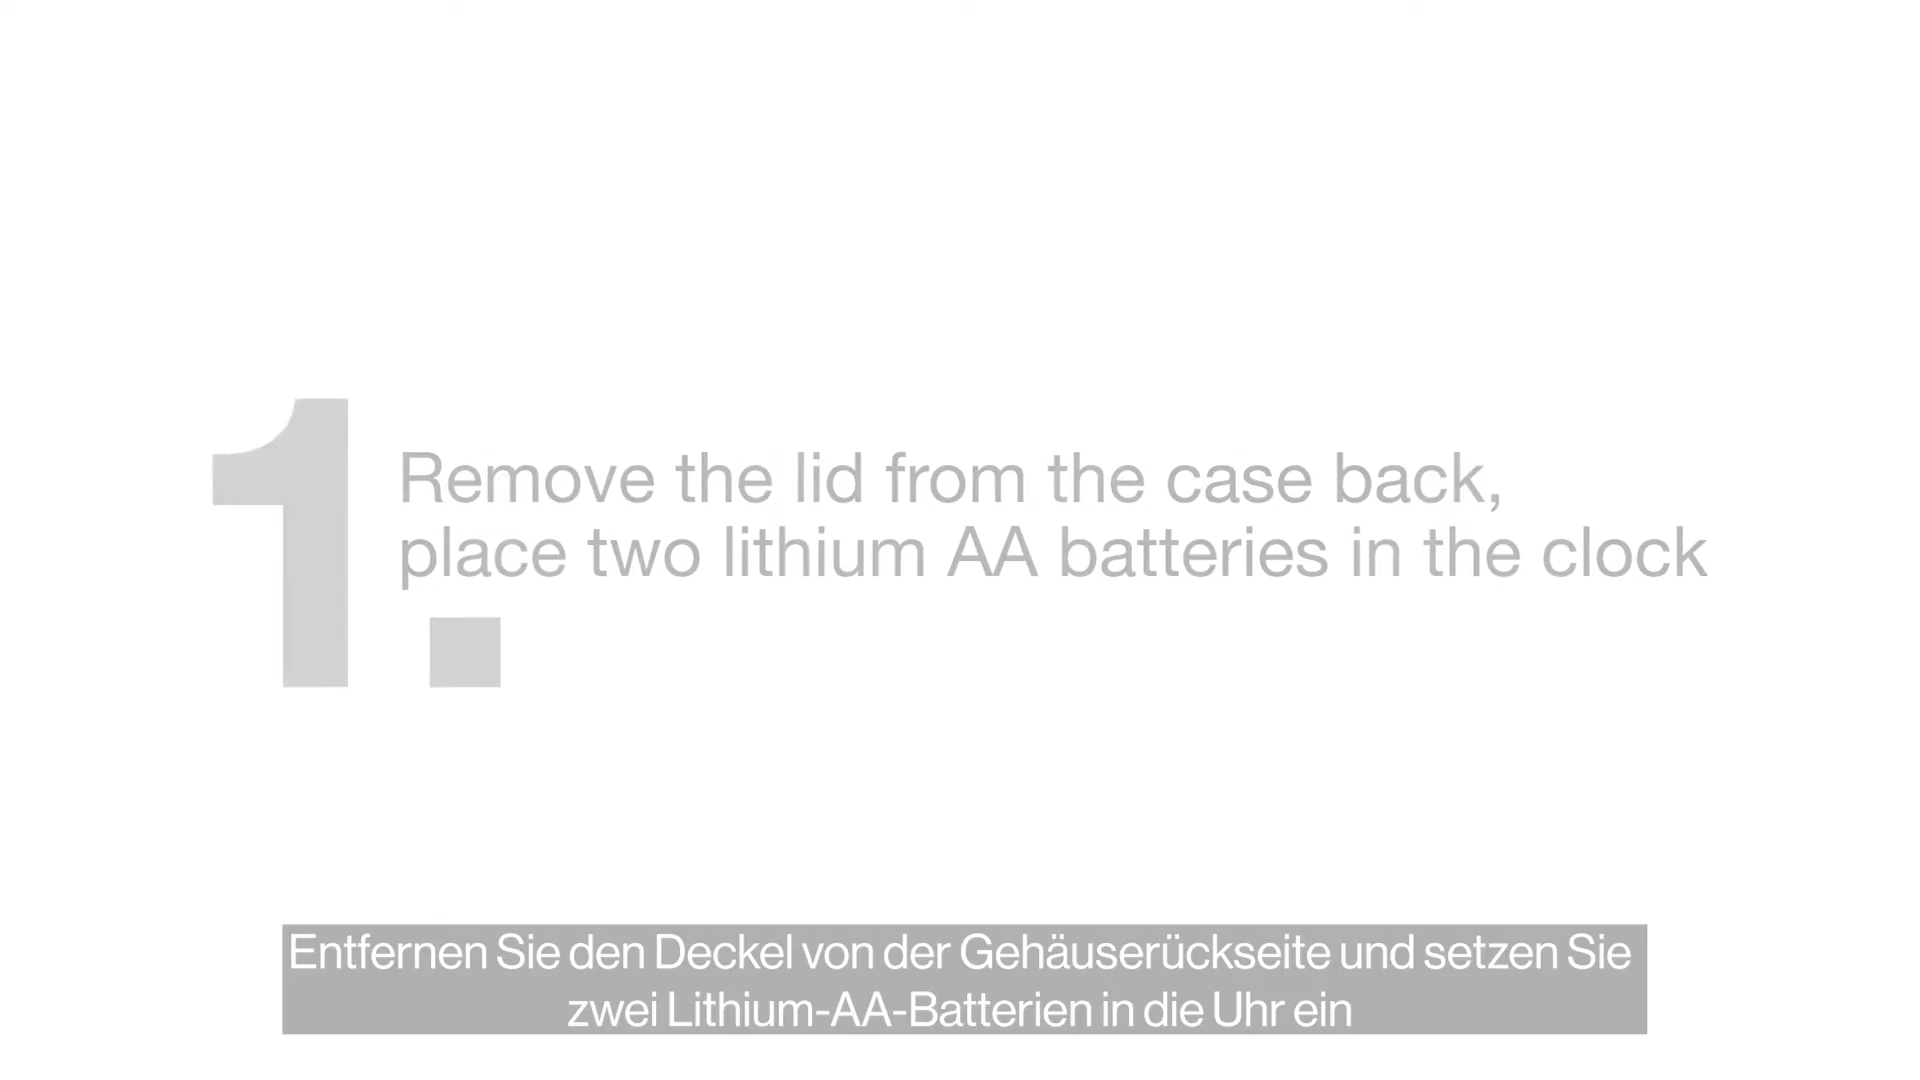 1.
Remove the lid from the case back,
place two lithium AA batteries in the clock
Entfernen Sie den Deckel von der Gehäuserückseite und setzen Sie
zwei Lithium-AA-Batterien in die Uhr ein